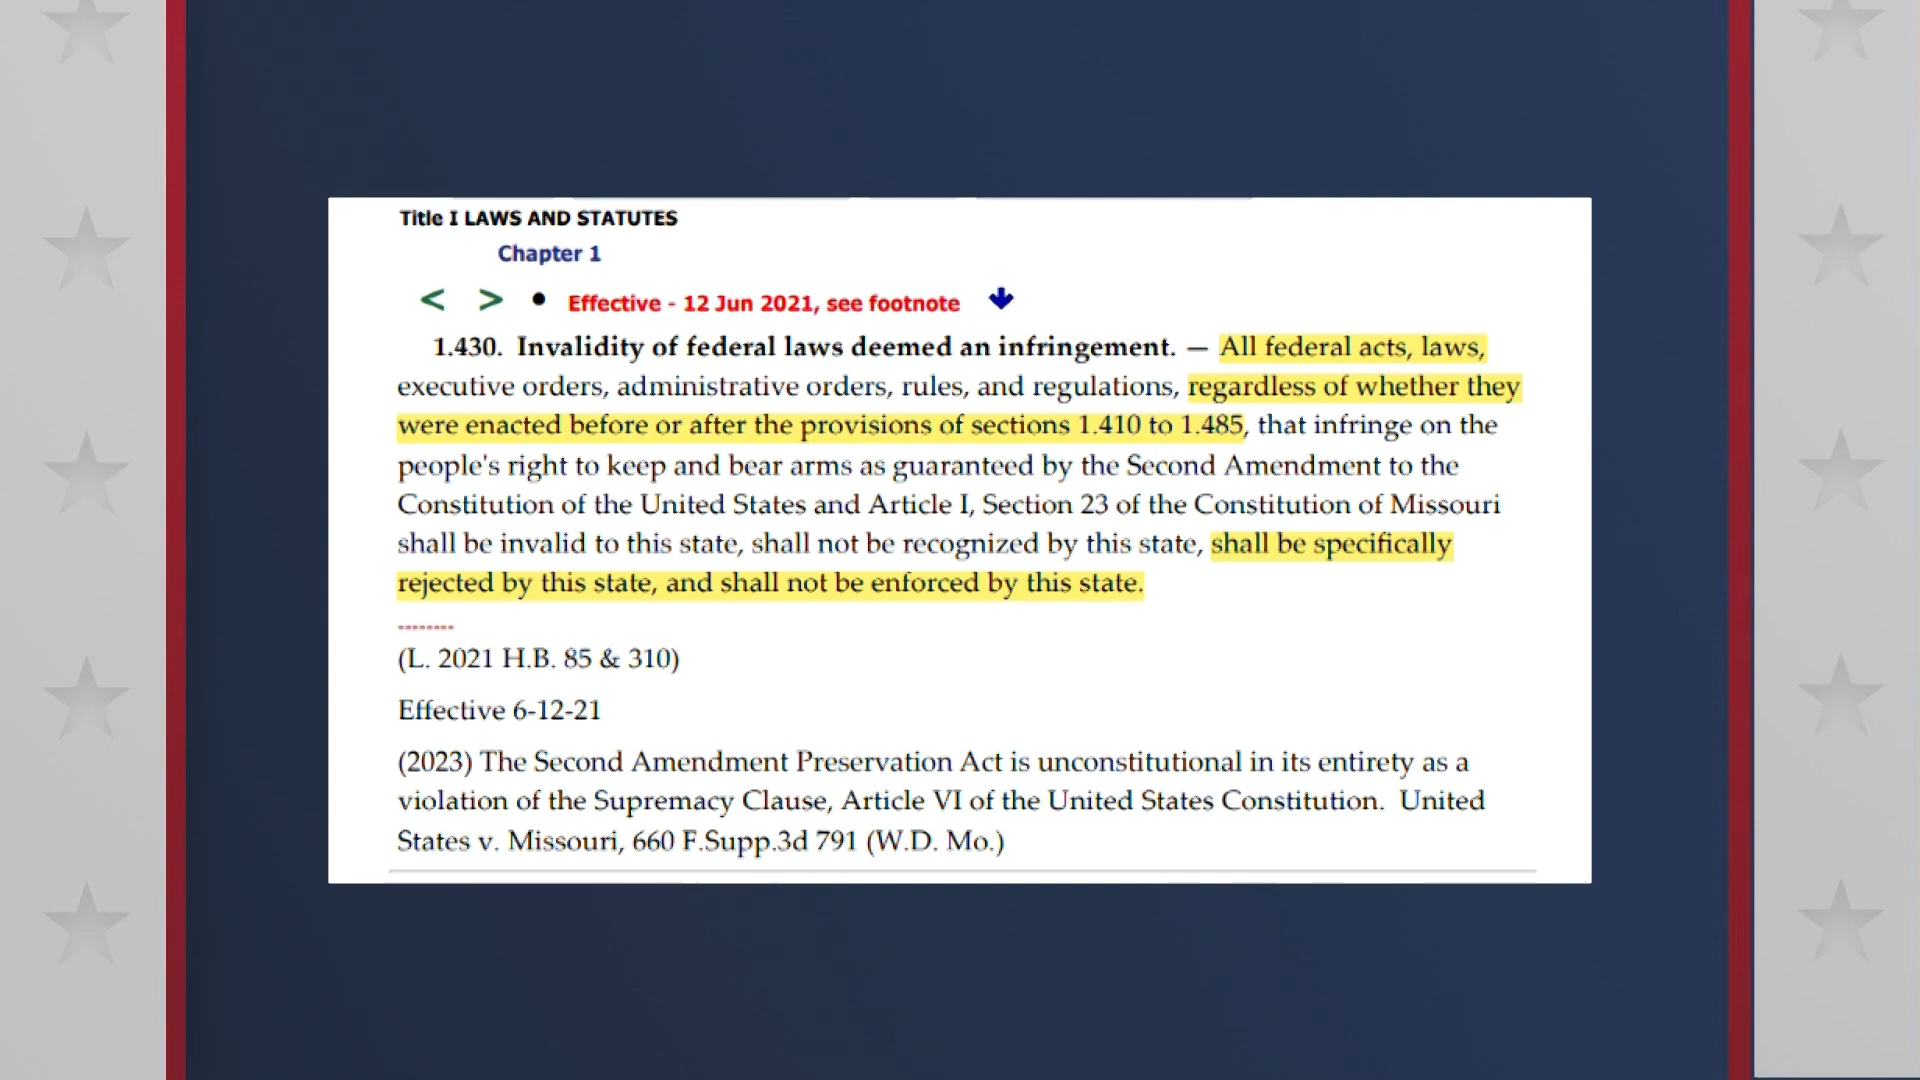 Title I LAWS AND STATUTES
Chapter 1
< > • Effective - 12 Jun 2021, see footnote
1.430. Invalidity of federal laws deemed an infringement. — All federal acts, laws,
executive orders, administrative orders, rules, and regulations, regardless of whether they
were enacted before or after the provisions of sections 1.410 to 1.485, that infringe on the
people's right to keep and bear arms as guaranteed by the Second Amendment to the
Constitution of the United States and Article I, Section 23 of the Constitution of Missouri
shall be invalid to this state, shall not be recognized by this state, shall be specifically
rejected by this state, and shall not be enforced by this state.
--------
(L. 2021 H.B. 85 & 310)
Effective 6-12-21
(2023) The Second Amendment Preservation Act is unconstitutional in its entirety as a
violation of the Supremacy Clause, Article VI of the United States Constitution. United
States v. Missouri, 660 F.Supp.3d 791 (W.D. Mo.)